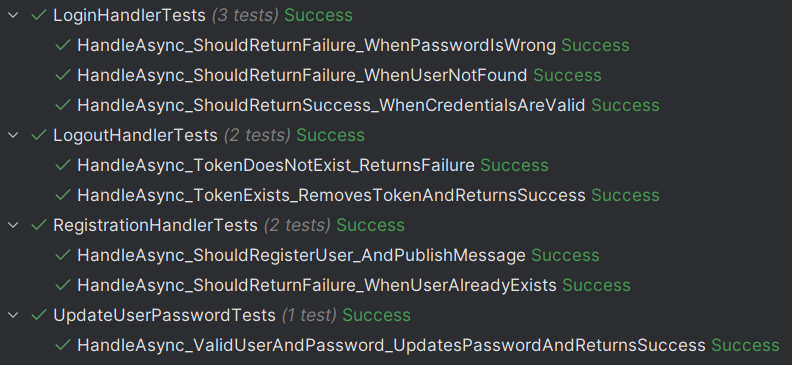 LoginHandlerTests (3 tests) Success
HandleAsync_ShouldReturnFailure_WhenPasswordIsWrong Success
HandleAsync_ShouldReturnFailure_WhenUserNotFound Success
HandleAsync_ShouldReturnSuccess_WhenCredentialsAreValid Success
LogoutHandlerTests (2 tests) Success
HandleAsync_TokenDoesNotExist_ReturnsFailure Success
HandleAsync_TokenExists_RemovesTokenAndReturnsSuccess Success
RegistrationHandlerTests (2 tests) Success
HandleAsync_ShouldRegisterUser_AndPublishMessage Success
HandleAsync_ShouldReturnFailure_WhenUserAlreadyExists Success
UpdateUserPasswordTests (1 test) Success
HandleAsync_ValidUserAndPassword_UpdatesPasswordAndReturnsSuccess Success